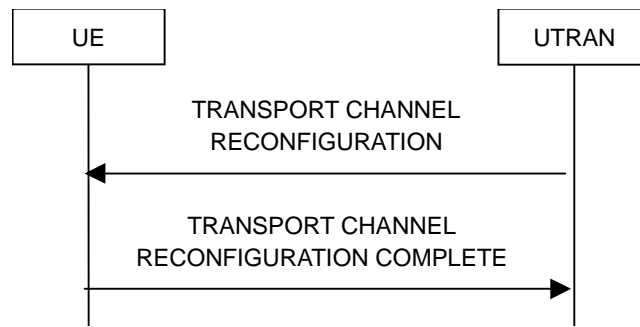 UE
UTRAN
TRANSPORT CHANNEL
RECONFIGURATION
TRANSPORT CHANNEL
RECONFIGURATION COMPLETE